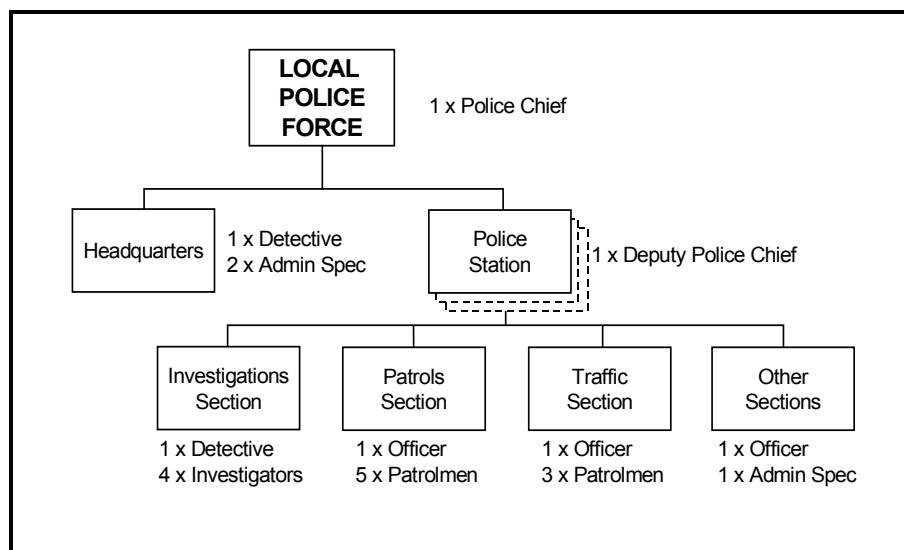 LOCAL
POLICE
FORCE
1 x Police Chief
Headquarters
1 x Detective
2 x Admin Spec
Police
Station
1 x Deputy Police Chief
Investigations
Section
1 x Detective
4 x Investigators
Patrols
Section
1 x Officer
5 x Patrolmen
Traffic
Section
1 x Officer
3 x Patrolmen
Other
Sections
1 x Officer
1 x Admin Spec